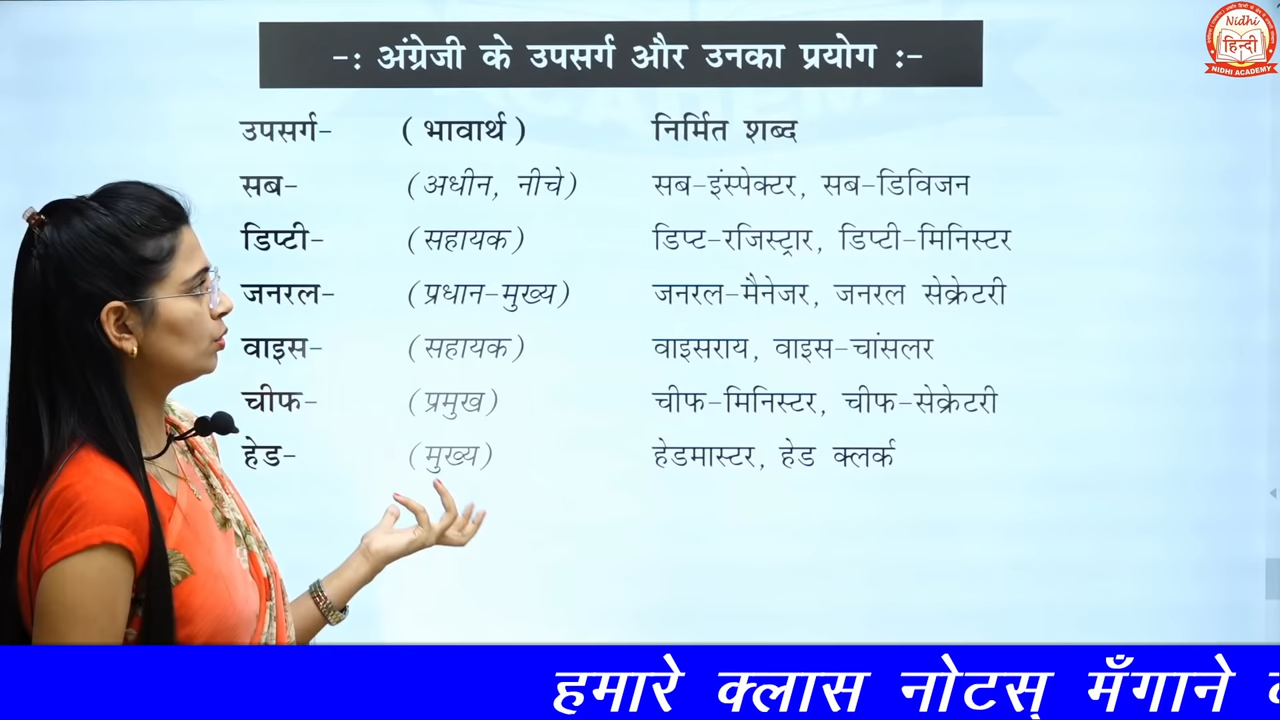 -: अंग्रेजी के उपसर्ग और उनका प्रयोग :-
Nidhi
हिन्दी
NIDHI ACADEMY
उपसर्ग- (भावार्थ) निर्मित शब्द
सब- (अधीन, नीचे) सब-इंस्पेक्टर, सब-डिविजन
डिप्टी- (सहायक) डिप्ट-रजिस्ट्रार, डिप्टी-मिनिस्टर
जनरल- (प्रधान-मुख्य) जनरल-मैनेजर, जनरल सेक्रेटरी
वाइस- (सहायक) वाइसराय, वाइस-चांसलर
चीफ- (प्रमुख) चीफ-मिनिस्टर, चीफ-सेक्रेटरी
हेड- (मुख्य) हेडमास्टर, हेड क्लर्क
हमारे क्लास नोटस् मँगाने